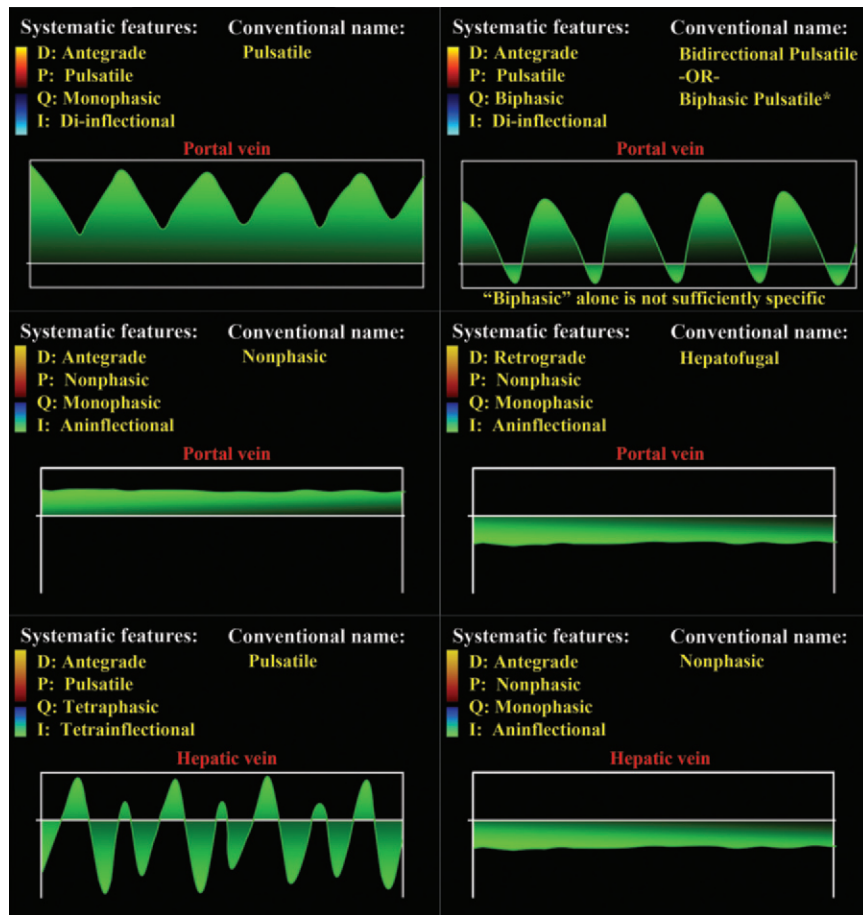 Systematic features: Conventional name:
D: Antegrade Pulsatile
P: Pulsatile
Q: Monophasic
I: Di-inflectional
Portal vein
Systematic features: Conventional name:
D: Antegrade Bidirectional Pulsatile
P: Pulsatile -OR-
Q: Biphasic Biphasic Pulsatile*
I: Di-inflectional
Portal vein
“Biphasic” alone is not sufficiently specific
Systematic features: Conventional name:
D: Antegrade Nonphasic
P: Nonphasic
Q: Monophasic
I: Aninflectional
Portal vein
Systematic features: Conventional name:
D: Retrograde Hepatofugal
P: Nonphasic
Q: Monophasic
I: Aninflectional
Portal vein
Systematic features: Conventional name:
D: Antegrade Pulsatile
P: Pulsatile
Q: Tetraphasic
I: Tetrainflectional
Hepatic vein
Systematic features: Conventional name:
D: Antegrade Nonphasic
P: Nonphasic
Q: Monophasic
I: Aninflectional
Hepatic vein